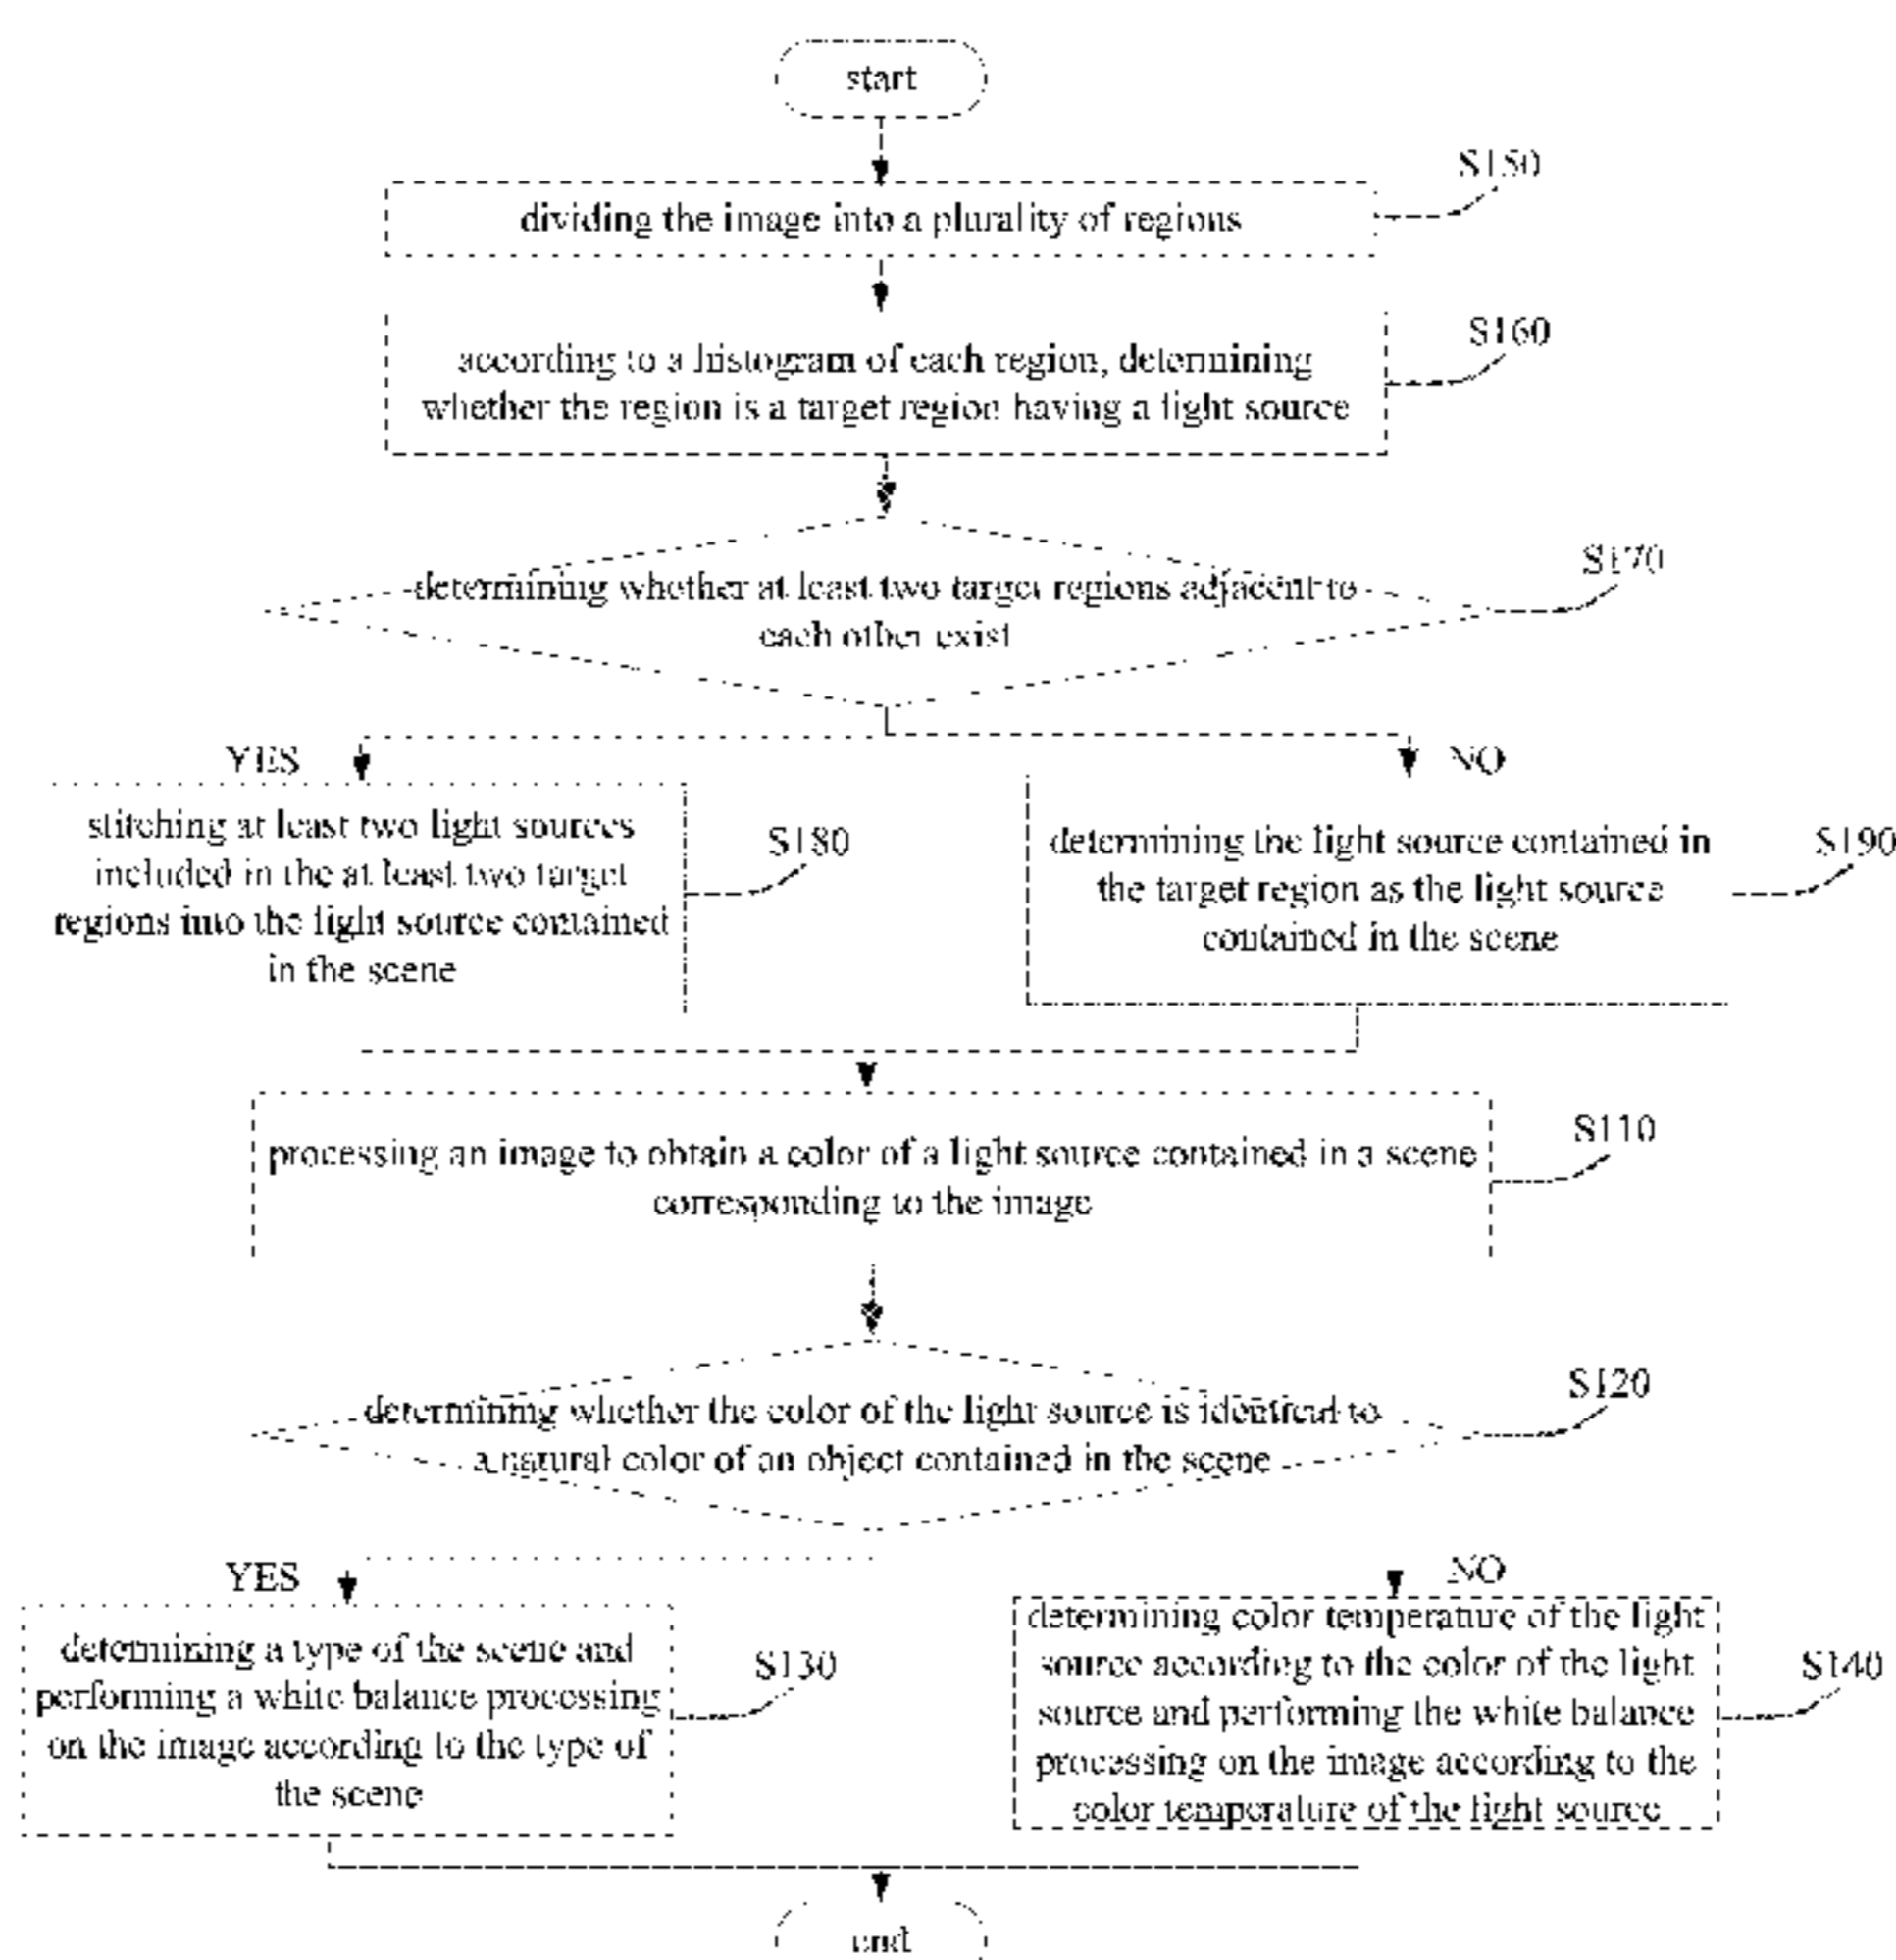 start
S150
dividing the image into a plurality of regions
S160
according to a histogram of each region, determining
whether the region is a target region having a light source
S170
determining whether at least two target regions adjacent to
each other exist
YES
NO
stitching at least two light sources
included in the at least two target
regions into the light source contained
in the scene
S180
determining the light source contained in
the target region as the light source
contained in the scene
S190
processing an image to obtain a color of a light source contained in a scene
corresponding to the image
S110
determining whether the color of the light source is identical to
a natural color of an object contained in the scene
S120
YES
NO
determining a type of the scene and
performing a white balance processing
on the image according to the type of
the scene
S130
determining color temperature of the light
source according to the color of the light
source and performing the white balance
processing on the image according to the
color temperature of the light source
S140
end